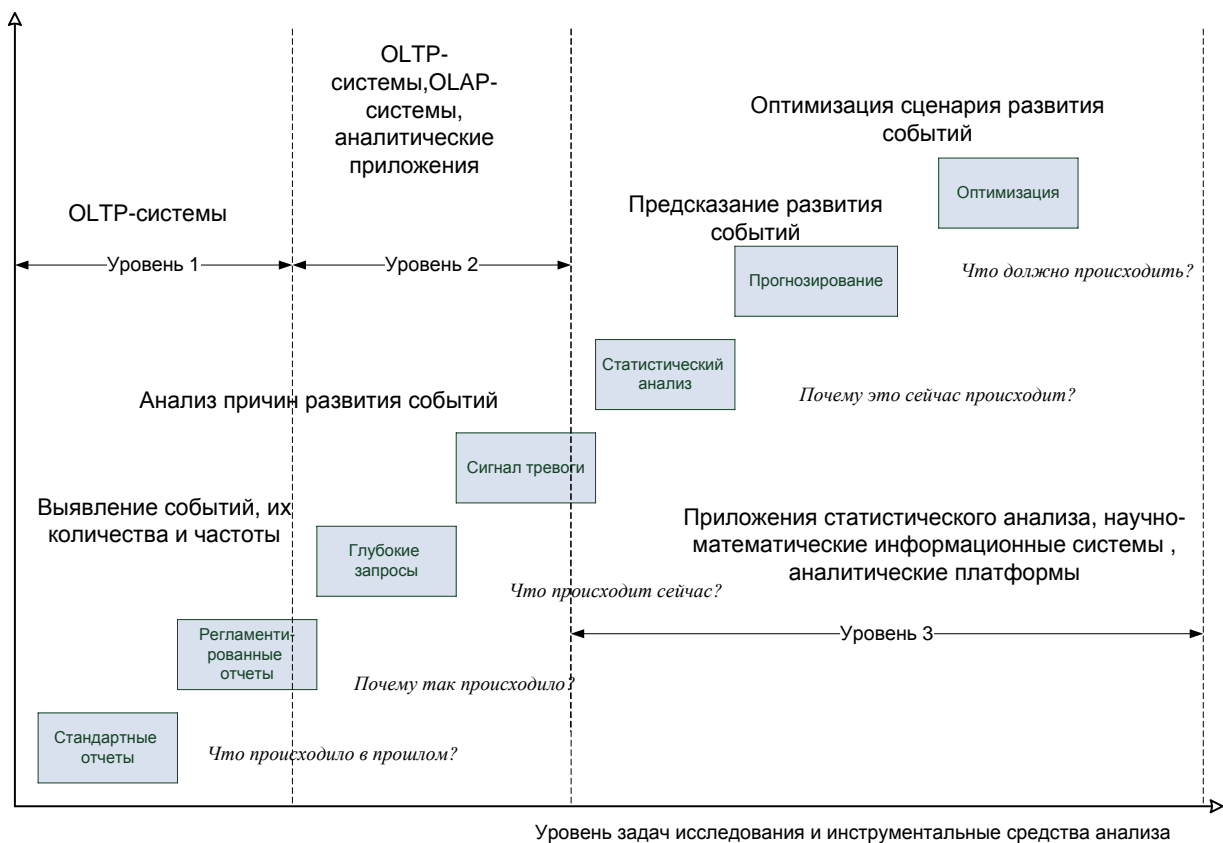 OLTP-
системы,OLAP-
системы,
аналитические
приложения
Оптимизация сценария развития
событий
Оптимизация
OLTP-системы
Предсказание развития
событий
Уровень 1
Уровень 2
Прогнозирование
Что должно происходить?
Статистический
анализ
Почему это сейчас происходит?
Анализ причин развития событий
Сигнал тревоги
Выявление событий, их
количества и частоты
Приложения статистического анализа, научно-
математические информационные системы ,
аналитические платформы
Глубокие
запросы
Что происходит сейчас?
Уровень 3
Регламенти-
рованные
отчеты
Почему так происходило?
Стандартные
отчеты
Что происходило в прошлом?
Уровень задач исследования и инструментальные средства анализа